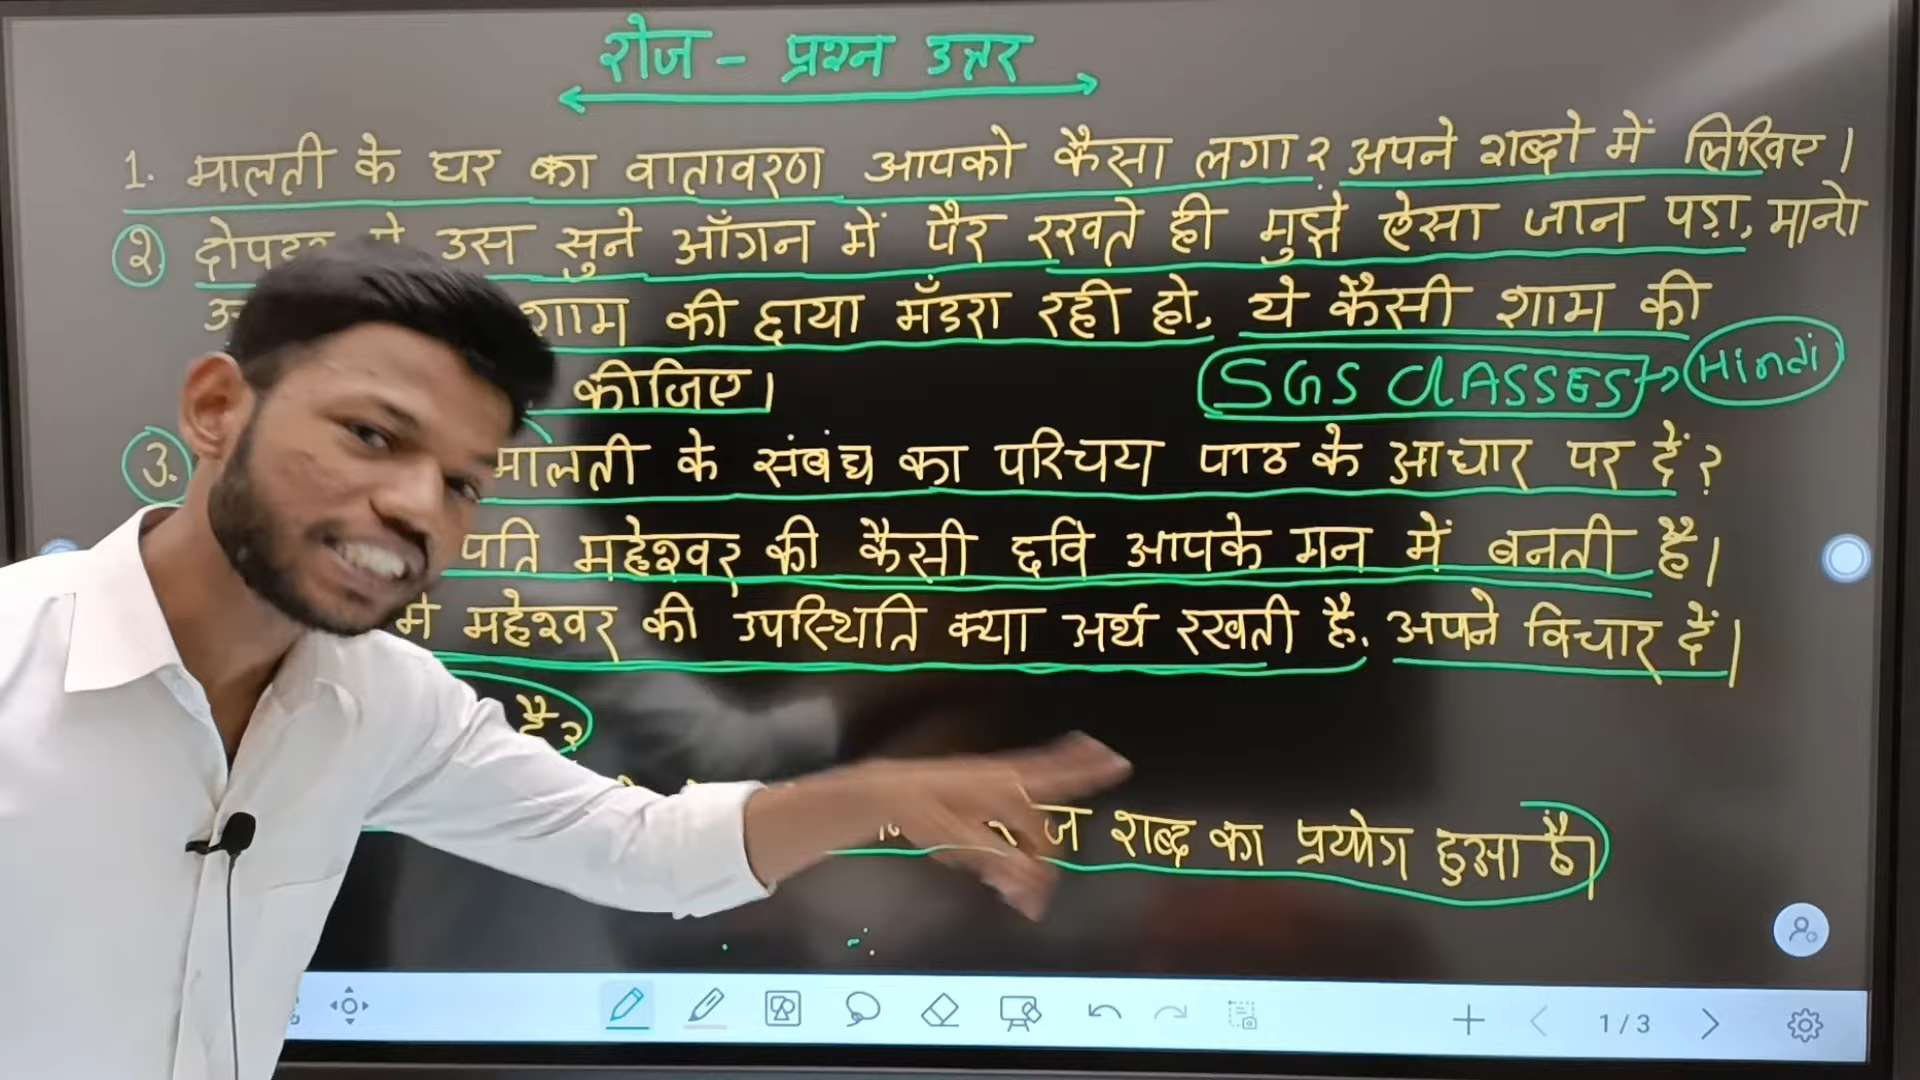 रोज - प्रश्न उत्तर
1. मालती के घर का वातावरण आपको कैसा लगा? अपने शब्दो में लिखिए।
2. उस सुने आँगन में पैर रखते ही मुझे ऐसा जान पड़ा, मानो
शाम की छाया मँडरा रही हो, ये कैसी शाम की
कीजिए।
SGS CLASSES → Hindi
3. मालती के संबंध का परिचय पाठ के आधार पर दें?
पति महेश्वर की कैसी छवि आपके मन में बनती है।
में महेश्वर की उपस्थिति क्या अर्थ रखती है. अपने विचार दें।
है?
शब्द का प्रयोग हुआ है।
1/3